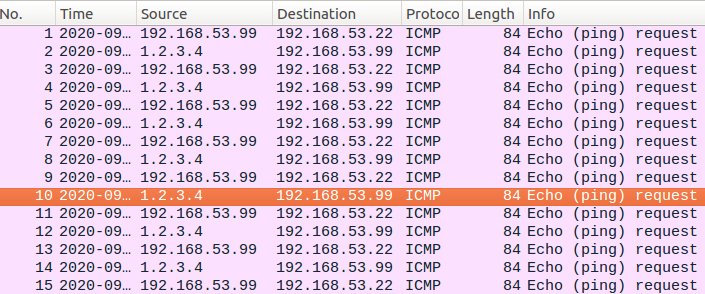 No. Time Source Destination Protoco Length Info
1 2020-09… 192.168.53.99 192.168.53.22 ICMP 84 Echo (ping) request
2 2020-09… 1.2.3.4 192.168.53.99 ICMP 84 Echo (ping) request
3 2020-09… 192.168.53.99 192.168.53.22 ICMP 84 Echo (ping) request
4 2020-09… 1.2.3.4 192.168.53.99 ICMP 84 Echo (ping) request
5 2020-09… 192.168.53.99 192.168.53.22 ICMP 84 Echo (ping) request
6 2020-09… 1.2.3.4 192.168.53.99 ICMP 84 Echo (ping) request
7 2020-09… 192.168.53.99 192.168.53.22 ICMP 84 Echo (ping) request
8 2020-09… 1.2.3.4 192.168.53.99 ICMP 84 Echo (ping) request
9 2020-09… 192.168.53.99 192.168.53.22 ICMP 84 Echo (ping) request
10 2020-09… 1.2.3.4 192.168.53.99 ICMP 84 Echo (ping) request
11 2020-09… 192.168.53.99 192.168.53.22 ICMP 84 Echo (ping) request
12 2020-09… 1.2.3.4 192.168.53.99 ICMP 84 Echo (ping) request
13 2020-09… 192.168.53.99 192.168.53.22 ICMP 84 Echo (ping) request
14 2020-09… 1.2.3.4 192.168.53.99 ICMP 84 Echo (ping) request
15 2020-09… 192.168.53.99 192.168.53.22 ICMP 84 Echo (ping) request